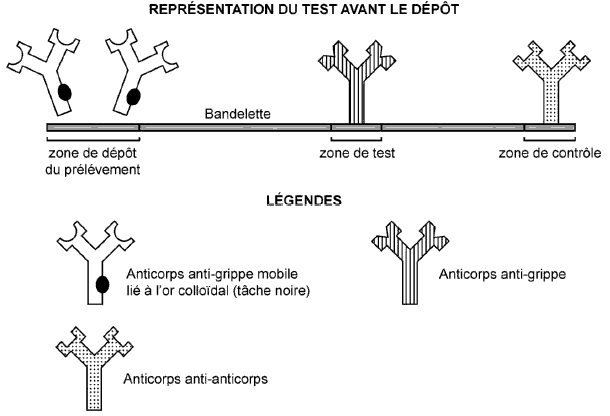 REPRÉSENTATION DU TEST AVANT LE DÉPÔT
Bandelette
zone de dépôt
du prélévement
zone de test
zone de contrôle
LÉGENDES
Anticorps anti-grippe mobile
lié à l'or colloïdal (tâche noire)
Anticorps anti-grippe
Anticorps anti-anticorps